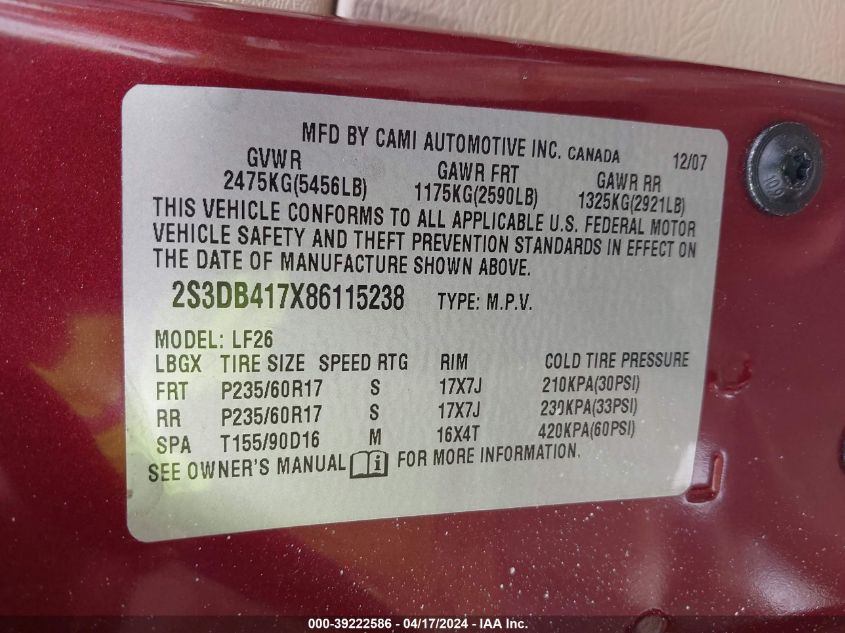 MFD BY CAMI AUTOMOTIVE INC. CANADA 12/07
GVWR GAWR FRT GAWR RR
2475KG(5456LB) 1175KG(2590LB) 1325KG(2921LB)
THIS VEHICLE CONFORMS TO ALL APPLICABLE U.S. FEDERAL MOTOR
VEHICLE SAFETY AND THEFT PREVENTION STANDARDS IN EFFECT ON
THE DATE OF MANUFACTURE SHOWN ABOVE.
2S3DB417X86115238 TYPE: M.P.V.
MODEL: LF26
LBGX TIRE SIZE SPEED RTG RIM COLD TIRE PRESSURE
FRT P235/60R17 S 17X7J 210KPA(30PSI)
RR P235/60R17 S 17X7J 230KPA(33PSI)
SPA T155/90D16 M 16X4T 420KPA(60PSI)
SEE OWNER'S MANUAL i FOR MORE INFORMATION.
000-39222586 - 04/17/2024 - IAA Inc.